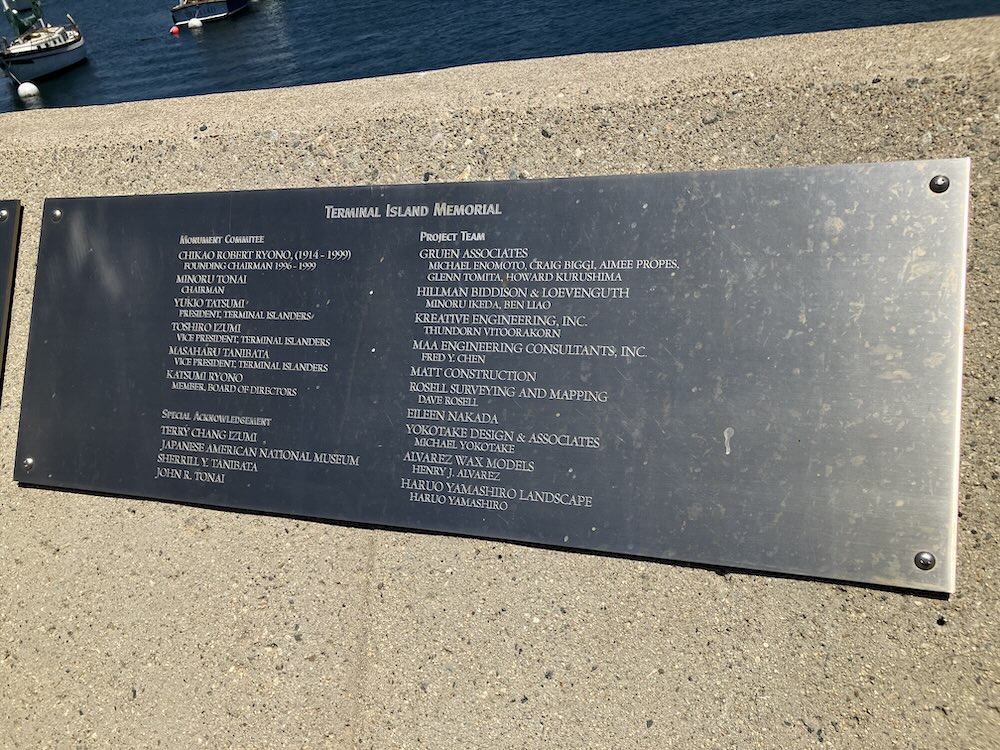 TERMINAL ISLAND MEMORIAL
MONUMENT COMMITEE
CHIKAO ROBERT RYONO, (1914 - 1999)
FOUNDING CHAIRMAN 1996 - 1999
MINORU TONAI
CHAIRMAN
YUKIO TATSUMI
PRESIDENT, TERMINAL ISLANDERS
TOSHIRO IZUMI
VICE PRESIDENT, TERMINAL ISLANDERS
MASAHARU TANIBATA
VICE PRESIDENT, TERMINAL ISLANDERS
KATSUMI RYONO
MEMBER, BOARD OF DIRECTORS
SPECIAL ACKNOWLEDGEMENT
TERRY CHANG IZUMI
JAPANESE AMERICAN NATIONAL MUSEUM
SHERRILL Y. TANIBATA
JOHN R. TONAI
PROJECT TEAM
GRUEN ASSOCIATES
MICHAEL ENOMOTO, CRAIG BIGGI, AIMEE PROPES,
GLENN TOMITA, HOWARD KURUSHIMA
HILLMAN BIDDISON & LOEVENGUTH
MINORU IKEDA, BEN LIAO
KREATIVE ENGINEERING, INC.
THUNDORN VITOORAKORN
MAA ENGINEERING CONSULTANTS, INC.
FRED Y. CHEN
MATT CONSTRUCTION
ROSELL SURVEYING AND MAPPING
DAVE ROSELL
EILEEN NAKADA
YOKOTAKE DESIGN & ASSOCIATES
MICHAEL YOKOTAKE
ALVAREZ WAX MODELS
HENRY J. ALVAREZ
HARUO YAMASHIRO LANDSCAPE
HARUO YAMASHIRO